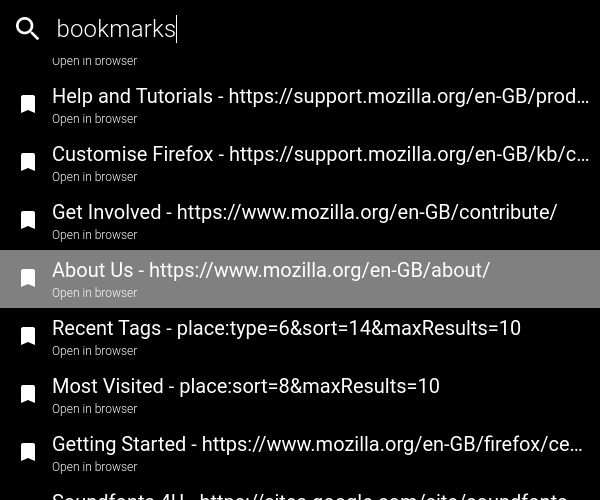 bookmarks
Open in browser
Help and Tutorials - https://support.mozilla.org/en-GB/prod...
Open in browser
Customise Firefox - https://support.mozilla.org/en-GB/kb/c...
Open in browser
Get Involved - https://www.mozilla.org/en-GB/contribute/
Open in browser
About Us - https://www.mozilla.org/en-GB/about/
Open in browser
Recent Tags - place:type=6&sort=14&maxResults=10
Open in browser
Most Visited - place:sort=8&maxResults=10
Open in browser
Getting Started - https://www.mozilla.org/en-GB/firefox/ce...
Open in browser